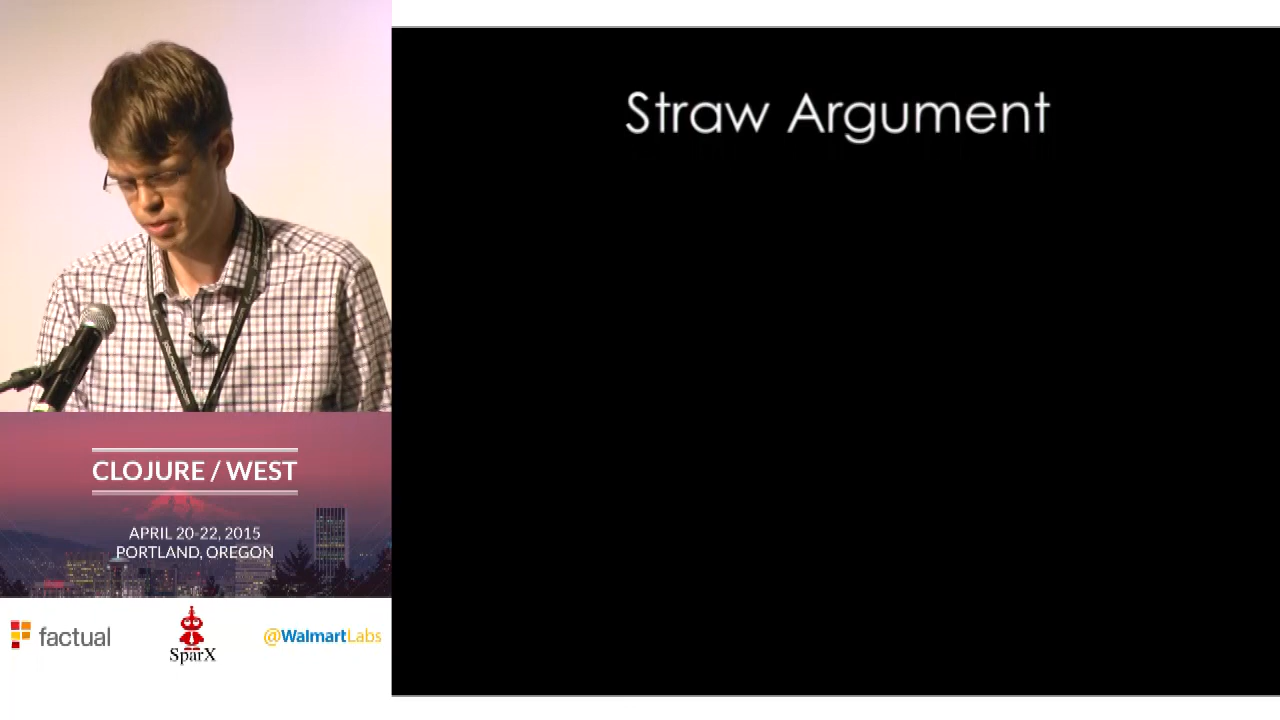 Straw Argument
CLOJURE / WEST
APRIL 20-22, 2015
PORTLAND, OREGON
factual
SparX
@WalmartLabs